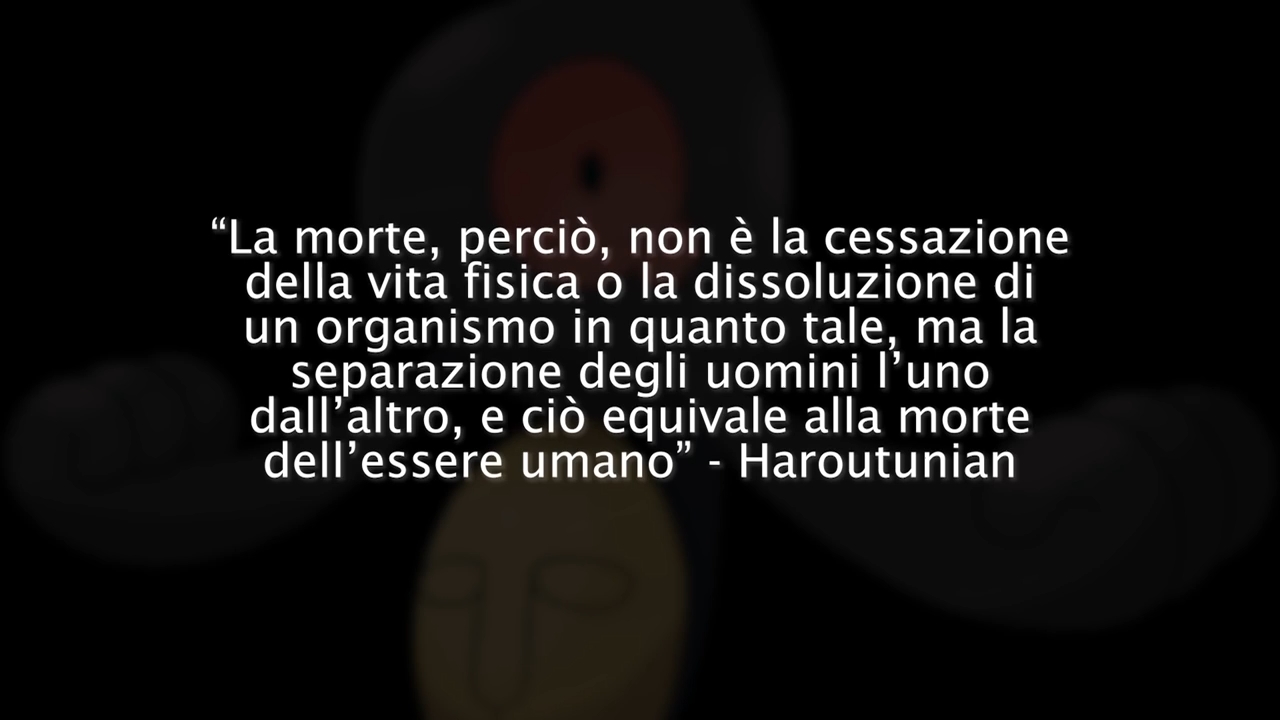 “La morte, perciò, non è la cessazione
della vita fisica o la dissoluzione di
un organismo in quanto tale, ma la
separazione degli uomini l’uno
dall’altro, e ciò equivale alla morte
dell’essere umano” - Haroutunian